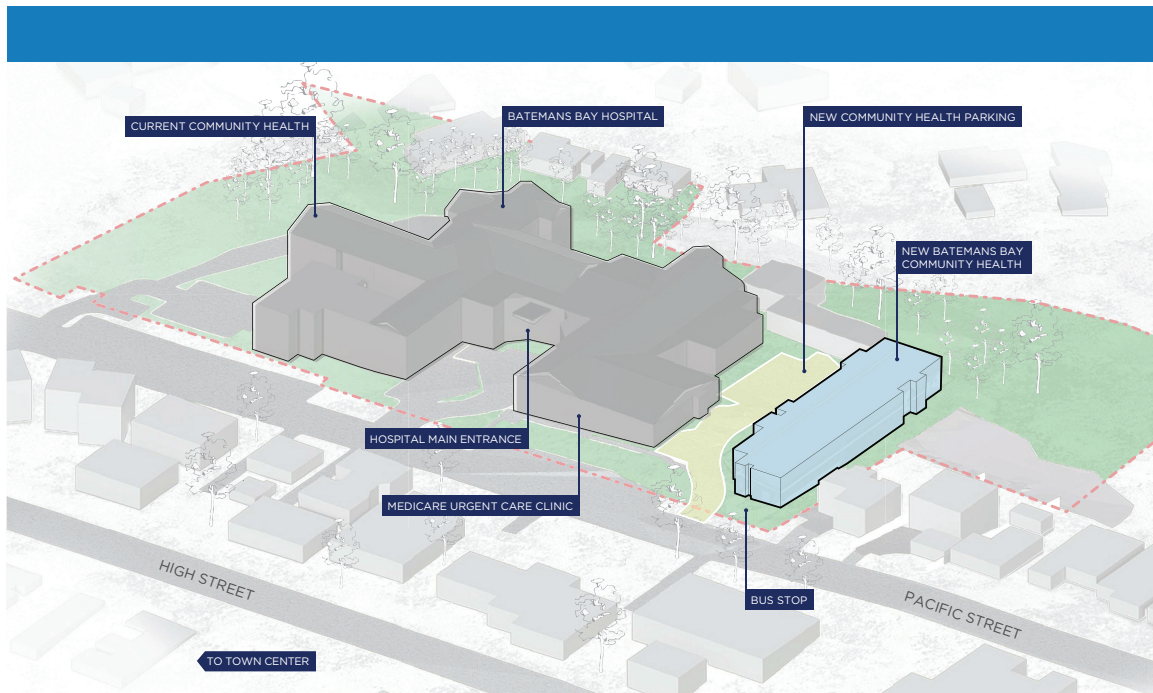 CURRENT COMMUNITY HEALTH
BATEMANS BAY HOSPITAL
NEW COMMUNITY HEALTH PARKING
NEW BATEMANS BAY
COMMUNITY HEALTH
HOSPITAL MAIN ENTRANCE
MEDICARE URGENT CARE CLINIC
HIGH STREET
BUS STOP
PACIFIC STREET
TO TOWN CENTER